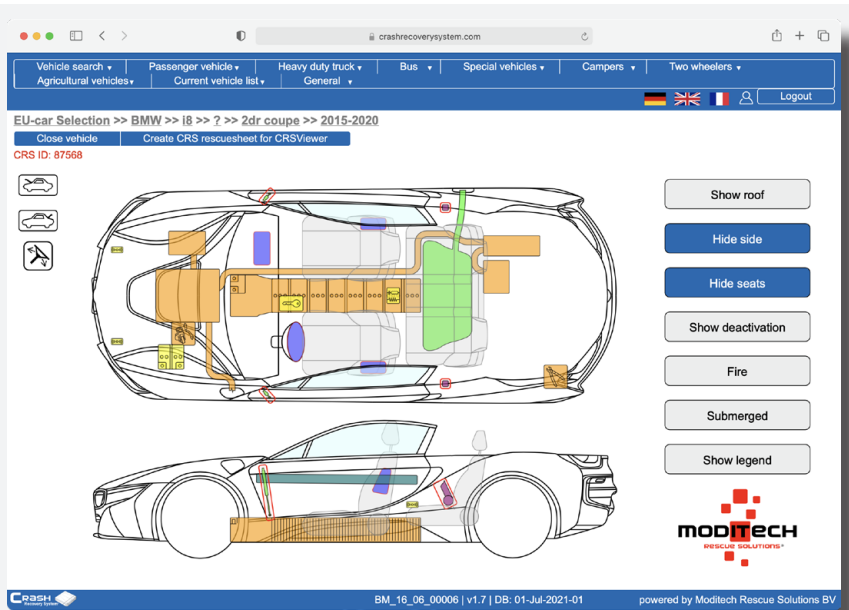 crashrecoverysystem.com
Vehicle search
Passenger vehicle
Heavy duty truck
Bus
Special vehicles
Campers
Two wheelers
Agricultural vehicles
Current vehicle list
General
Logout
EU-car Selection >> BMW >> i8 >> ? >> 2dr coupe >> 2015-2020
Close vehicle
Create CRS rescuesheet for CRSViewer
CRS ID: 87568
Show roof
Hide side
Hide seats
Show deactivation
Fire
Submerged
Show legend
MODITECH
RESCUE SOLUTIONS
CRASH
Recovery System
BM_16_06_00006 | v1.7 | DB: 01-Jul-2021-01
powered by Moditech Rescue Solutions BV